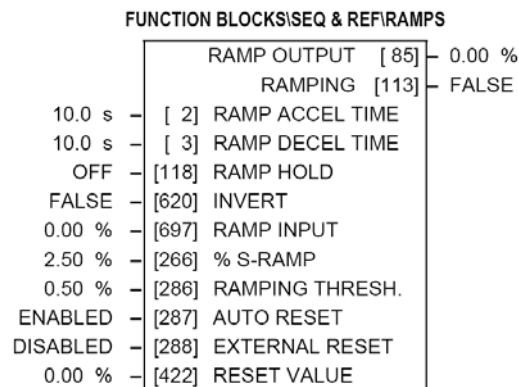 FUNCTION BLOCKS\SEQ & REF\RAMPS
RAMP OUTPUT [ 85] – 0.00 %
RAMPING [113] – FALSE
10.0 s – [ 2] RAMP ACCEL TIME
10.0 s – [ 3] RAMP DECEL TIME
OFF – [118] RAMP HOLD
FALSE – [620] INVERT
0.00 % – [697] RAMP INPUT
2.50 % – [266] % S-RAMP
0.50 % – [286] RAMPING THRESH.
ENABLED – [287] AUTO RESET
DISABLED – [288] EXTERNAL RESET
0.00 % – [422] RESET VALUE